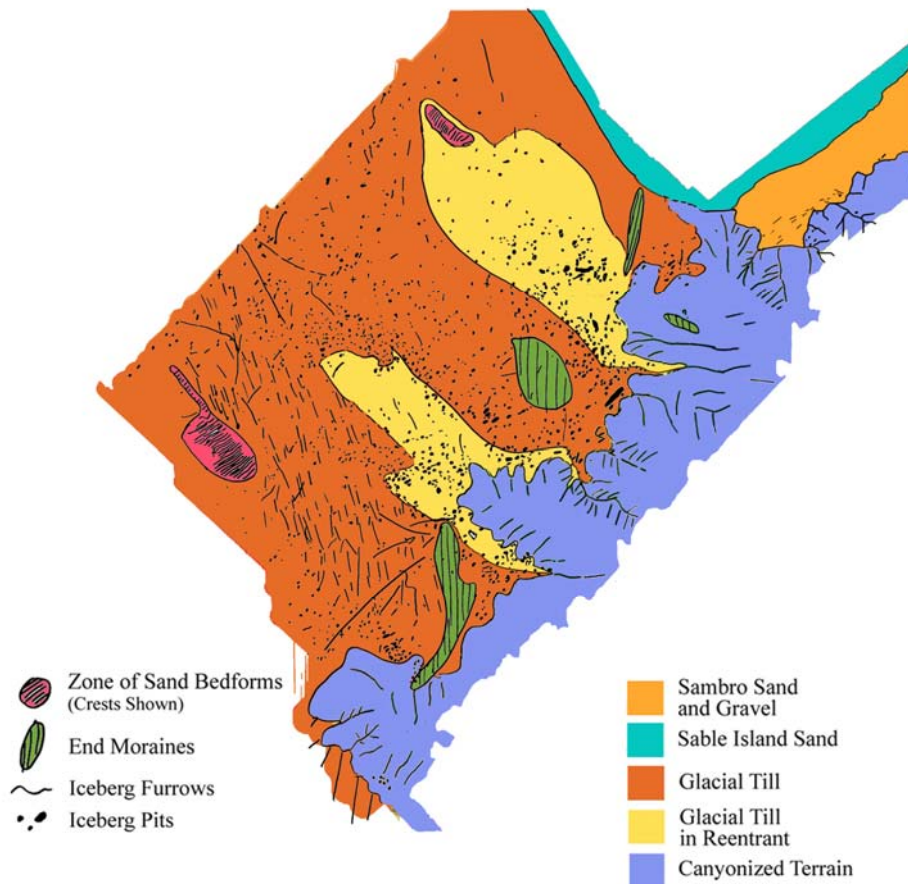 Zone of Sand Bedforms
(Crests Shown)
End Moraines
Iceberg Furrows
Iceberg Pits
Sambro Sand
and Gravel
Sable Island Sand
Glacial Till
Glacial Till
in Reentrant
Canyonized Terrain